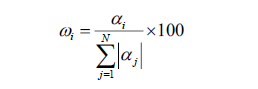 ω_i = α_i / ∑_{j=1}^{N} |α_j| × 100